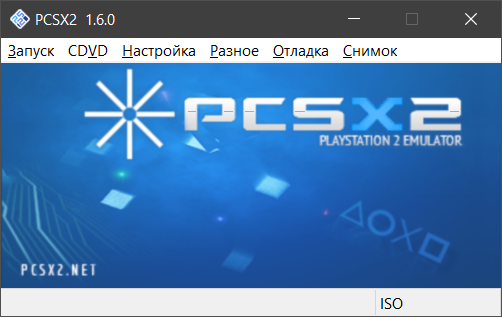 PCSX2 1.6.0
Запуск CDVD Настройка Разное Отладка Снимок
PCSX2
PLAYSTATION 2 EMULATOR
PCSX2.NET
ISO